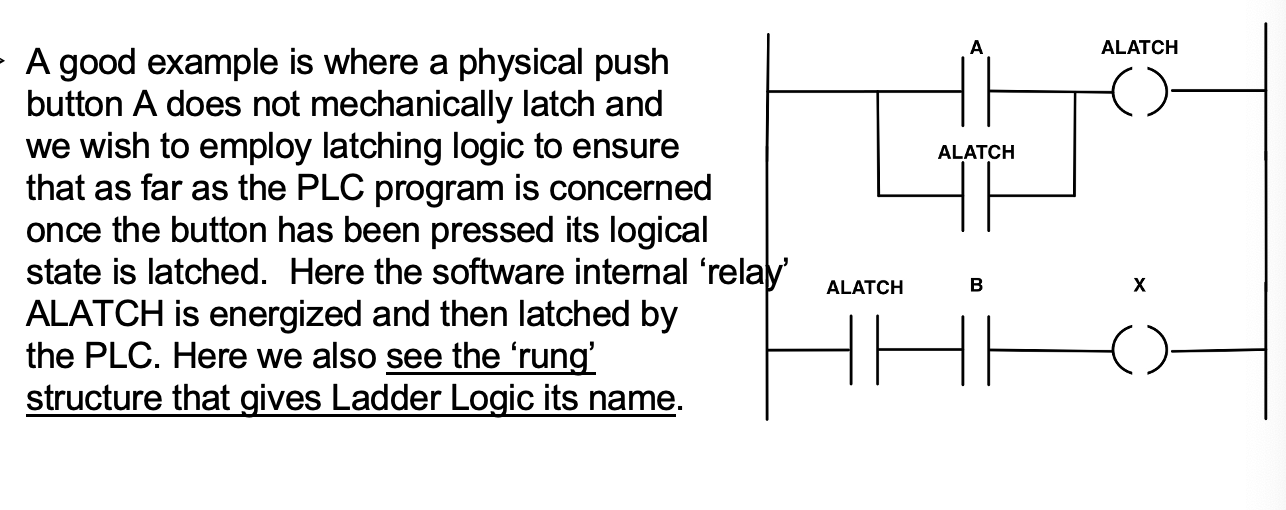 A good example is where a physical push
button A does not mechanically latch and
we wish to employ latching logic to ensure
that as far as the PLC program is concerned
once the button has been pressed its logical
state is latched.  Here the software internal ‘relay’
ALATCH is energized and then latched by
the PLC. Here we also see the ‘rung’
structure that gives Ladder Logic its name.
A ALATCH
ALATCH
ALATCH B X